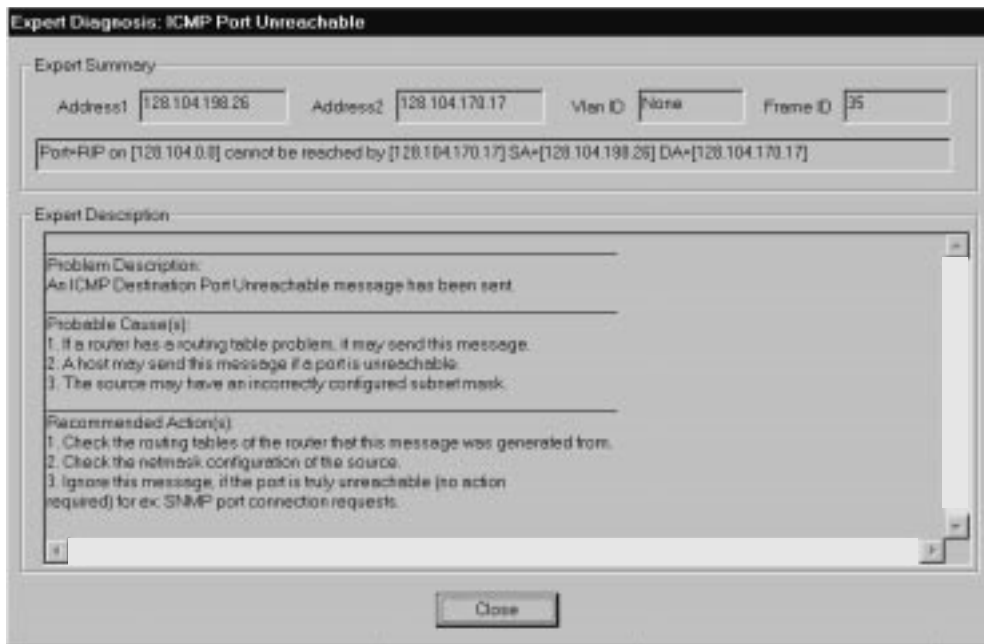 Expert Diagnosis: ICMP Port Unreachable
Expert Summary
Address1 128.104.198.26 Address2 128.104.170.17 Vlan ID None Frame ID 35
Port=RIP on [128.104.0.0] cannot be reached by [128.104.170.17] SA=[128.104.198.26] DA=[128.104.170.17]
Expert Description
Problem Description:
An ICMP Destination Port Unreachable message has been sent.
Probable Cause(s):
1. If a router has a routing table problem, it may send this message.
2. A host may send this message if a port is unreachable.
3. The source may have an incorrectly configured subnet mask.
Recommended Action(s):
1. Check the routing tables of the router that this message was generated from.
2. Check the netmask configuration of the source.
3. Ignore this message, if the port is truly unreachable (no action
required) for ex: SNMP port connection requests.
Close